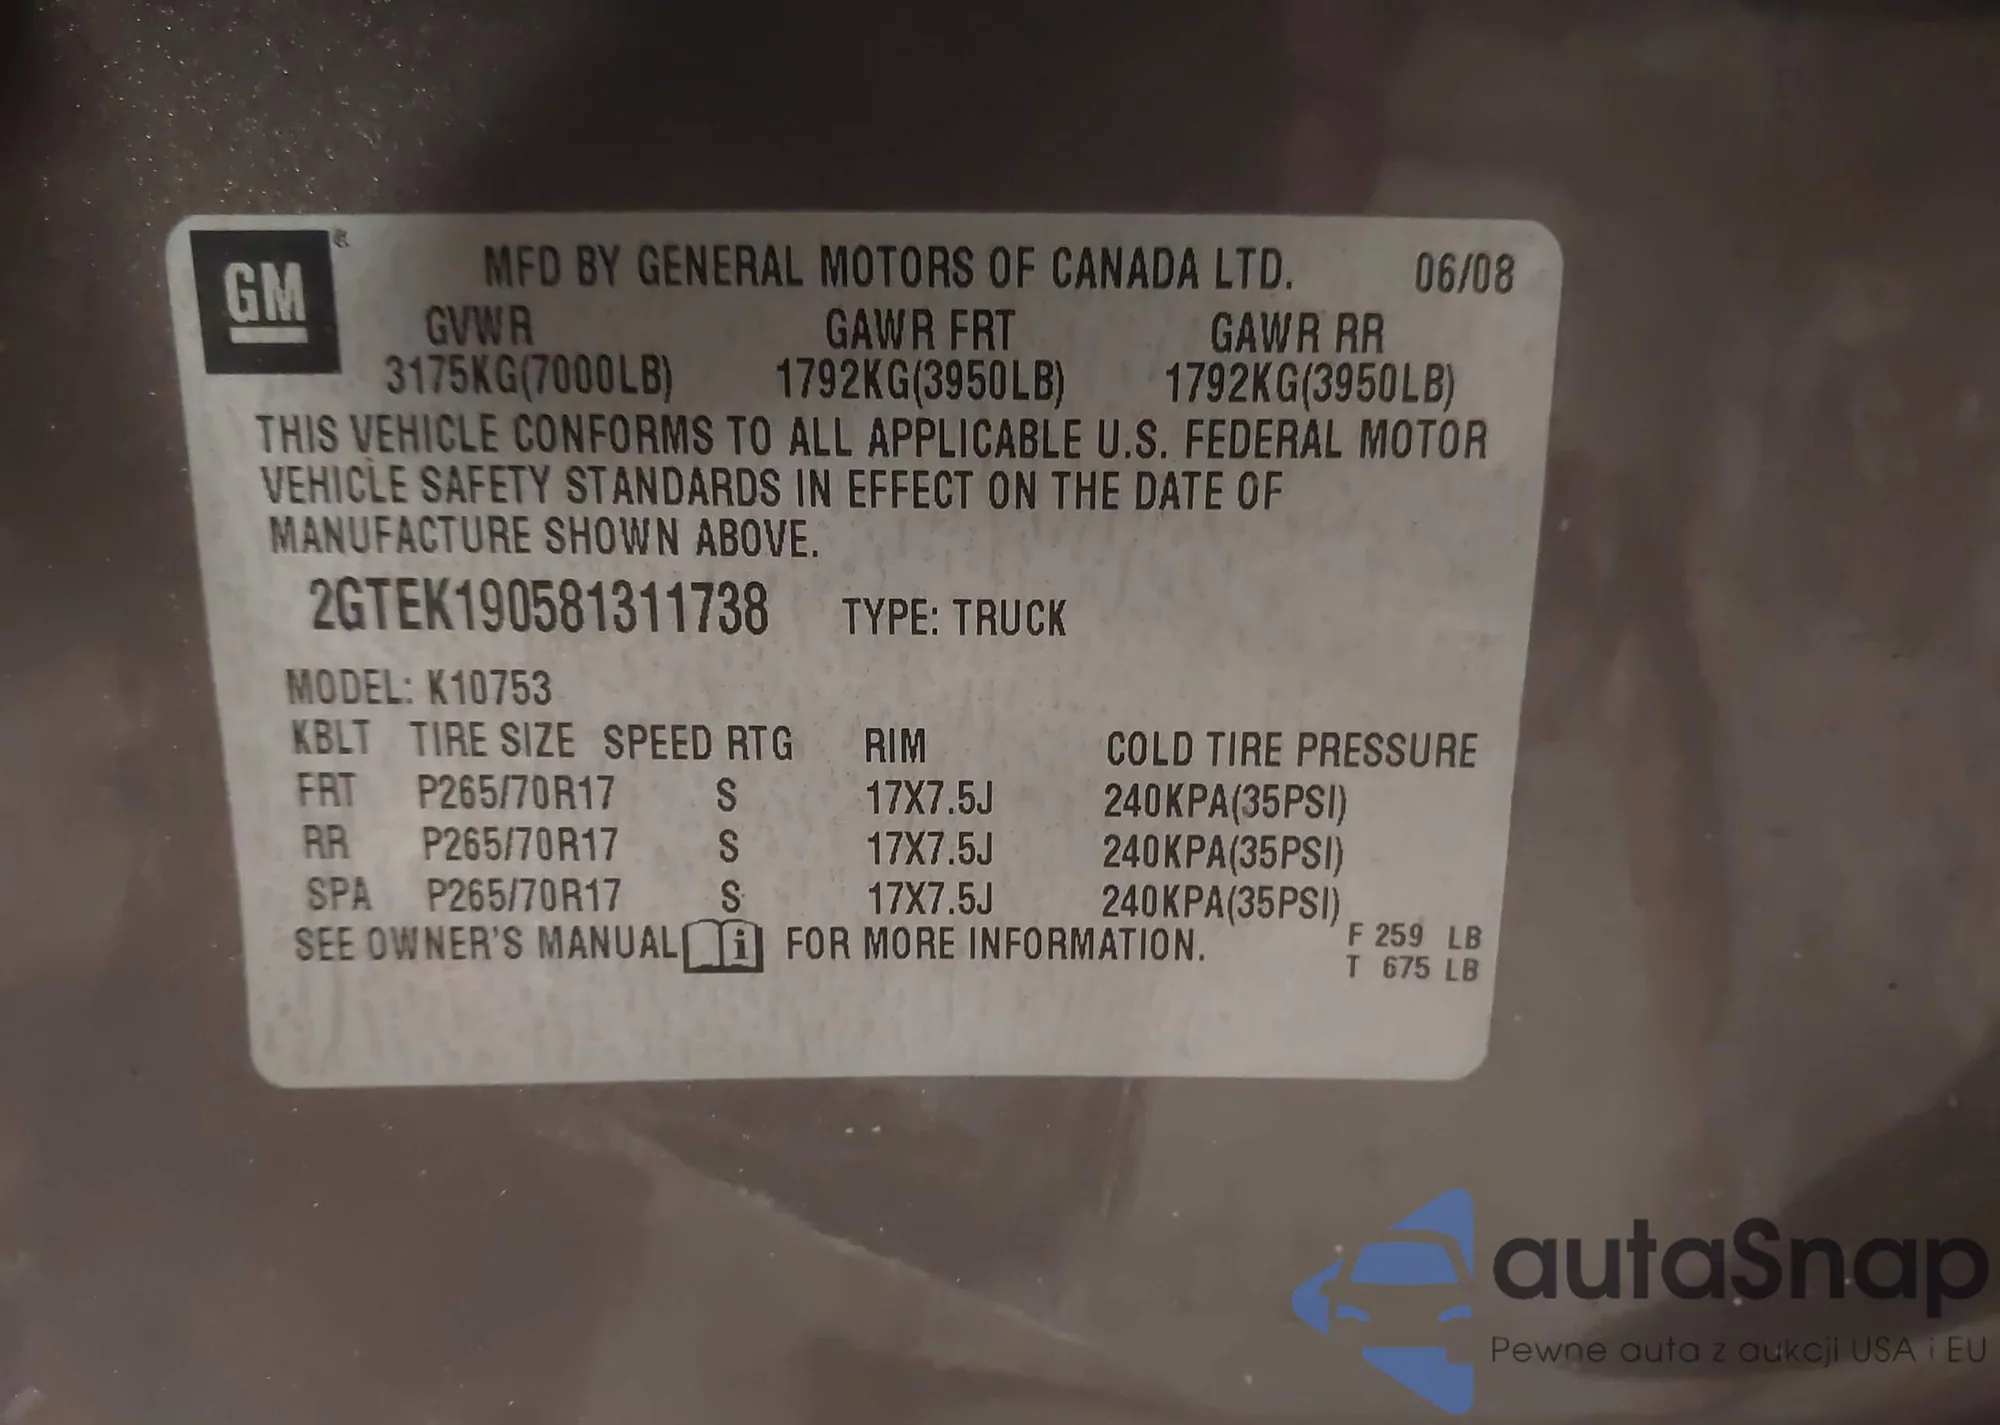 GM ®
MFD BY GENERAL MOTORS OF CANADA LTD. 06/08
GVWR GAWR FRT GAWR RR
3175KG(7000LB) 1792KG(3950LB) 1792KG(3950LB)
THIS VEHICLE CONFORMS TO ALL APPLICABLE U.S. FEDERAL MOTOR
VEHICLE SAFETY STANDARDS IN EFFECT ON THE DATE OF
MANUFACTURE SHOWN ABOVE.
2GTEK190581311738 TYPE: TRUCK
MODEL: K10753
KBLT TIRE SIZE SPEED RTG RIM COLD TIRE PRESSURE
FRT P265/70R17 S 17X7.5J 240KPA(35PSI)
RR P265/70R17 S 17X7.5J 240KPA(35PSI)
SPA P265/70R17 S 17X7.5J 240KPA(35PSI)
SEE OWNER'S MANUAL i FOR MORE INFORMATION.
F 259 LB
T 675 LB
autaSnap
Pewne auta z aukcji USA i EU